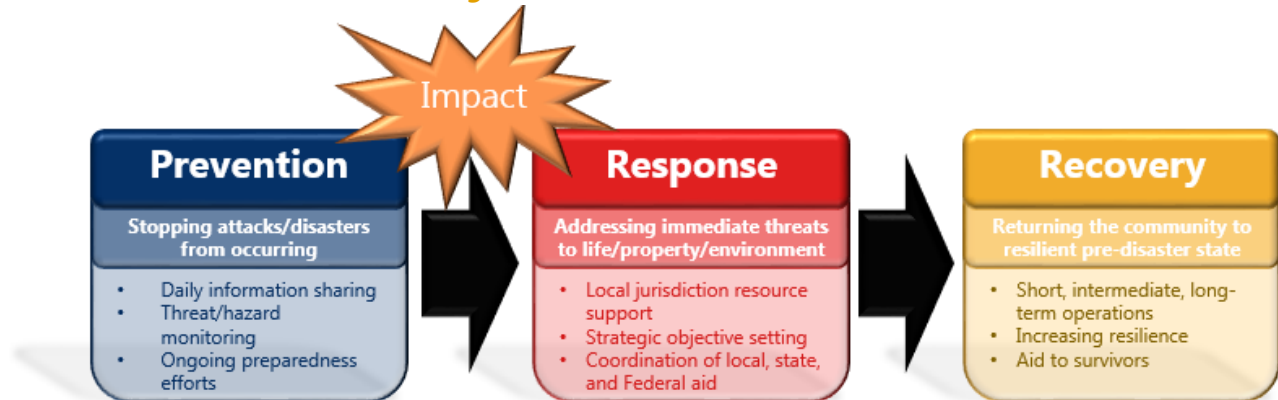 Impact
Prevention
Stopping attacks/disasters
from occurring
• Daily information sharing
• Threat/hazard
monitoring
• Ongoing preparedness
efforts
Response
Addressing immediate threats
to life/property/environment
• Local jurisdiction resource
support
• Strategic objective setting
• Coordination of local, state,
and Federal aid
Recovery
Returning the community to
resilient pre-disaster state
• Short, intermediate, long-
term operations
• Increasing resilience
• Aid to survivors